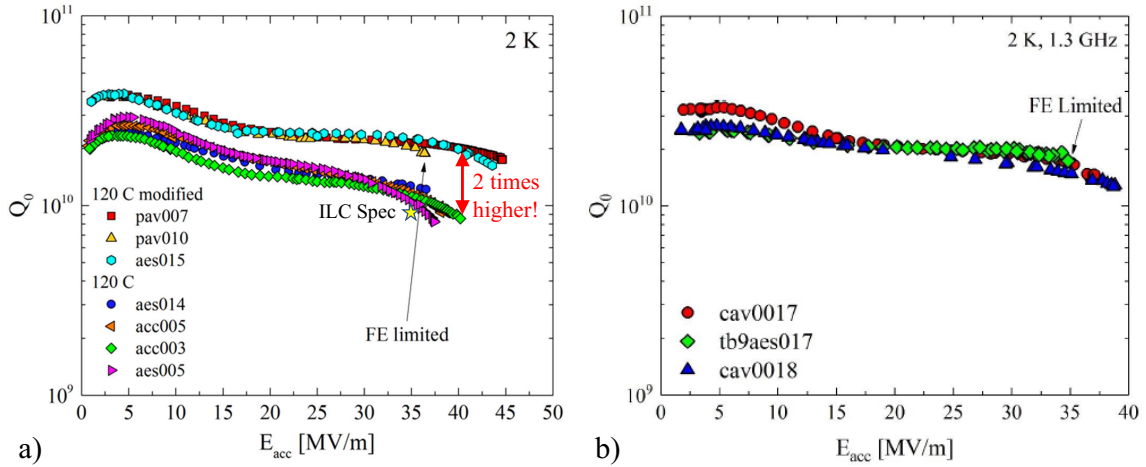 10¹¹
2 K
Q₀
10¹⁰
2 times
higher!
ILC Spec
120 C modified
pav007
pav010
aes015
120 C
aes014
acc005
acc003
aes005
FE limited
10⁹
0 5 10 15 20 25 30 35 40 45 50
E_acc [MV/m]
a)
10¹¹
2 K, 1.3 GHz
FE Limited
Q₀
10¹⁰
cav0017
tb9aes017
cav0018
10⁹
0 5 10 15 20 25 30 35 40
E_acc [MV/m]
b)